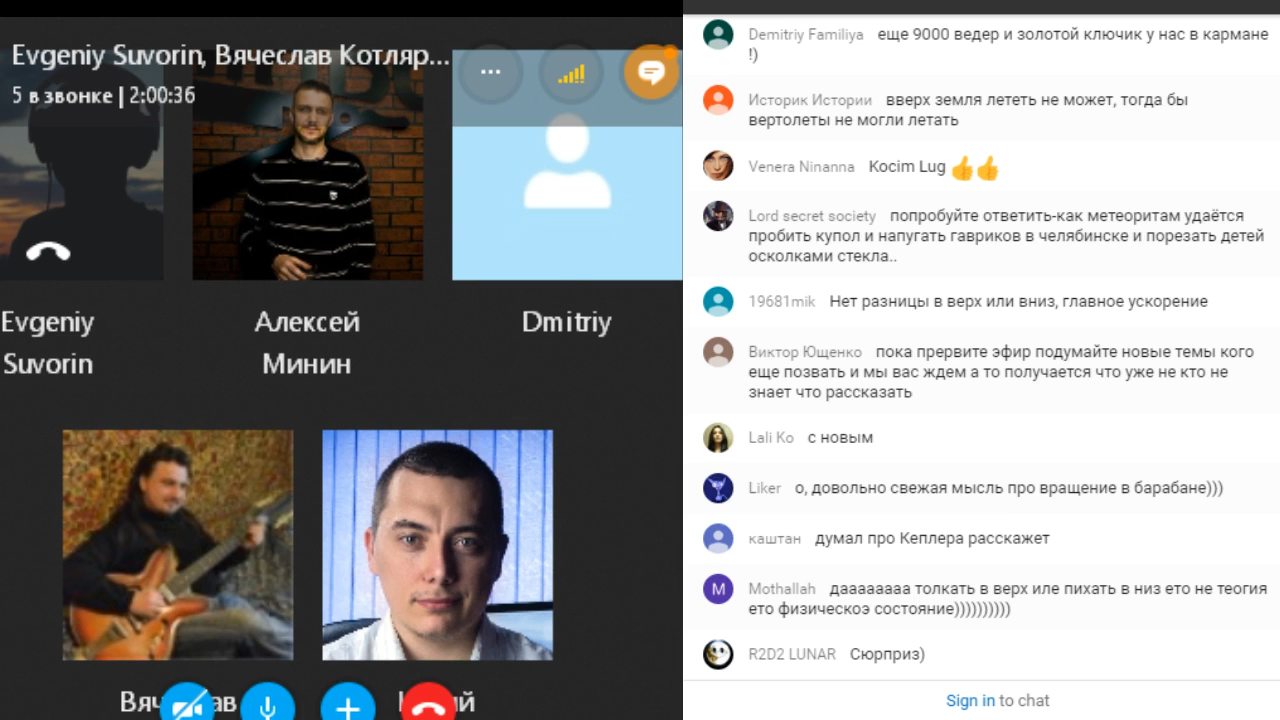 Evgeniy Suvorin, Вячеслав Котляр...
5 в звонке | 2:00:36
Evgeniy
Suvorin
Алексей
Минин
Dmitriy
Demitriy Familiya еще 9000 ведер и золотой ключик у нас в кармане
!)
Историк Истории вверх земля лететь не может, тогда бы
вертолеты не могли летать
Venera Ninanna Kocim Lug 👍👍
Lord secret society попробуйте ответить-как метеоритам удаётся
пробить купол и напугать гавриков в челябинске и порезать детей
осколками стекла..
19681mik Нет разницы в верх или вниз, главное ускорение
Виктор Ющенко пока прервите эфир подумайте новые темы кого
еще позвать и мы вас ждем а то получается что уже не кто не
знает что рассказать
Lali Ko с новым
Liker о, довольно свежая мысль про вращение в барабане)))
каштан думал про Кеплера расскажет
M
Mothallah дааааааааа толкать в верх иле пихать в низ ето не теогия
ето физическоэ состояние))))))))))
R2D2 LUNAR Сюрприз)
Sign in to chat